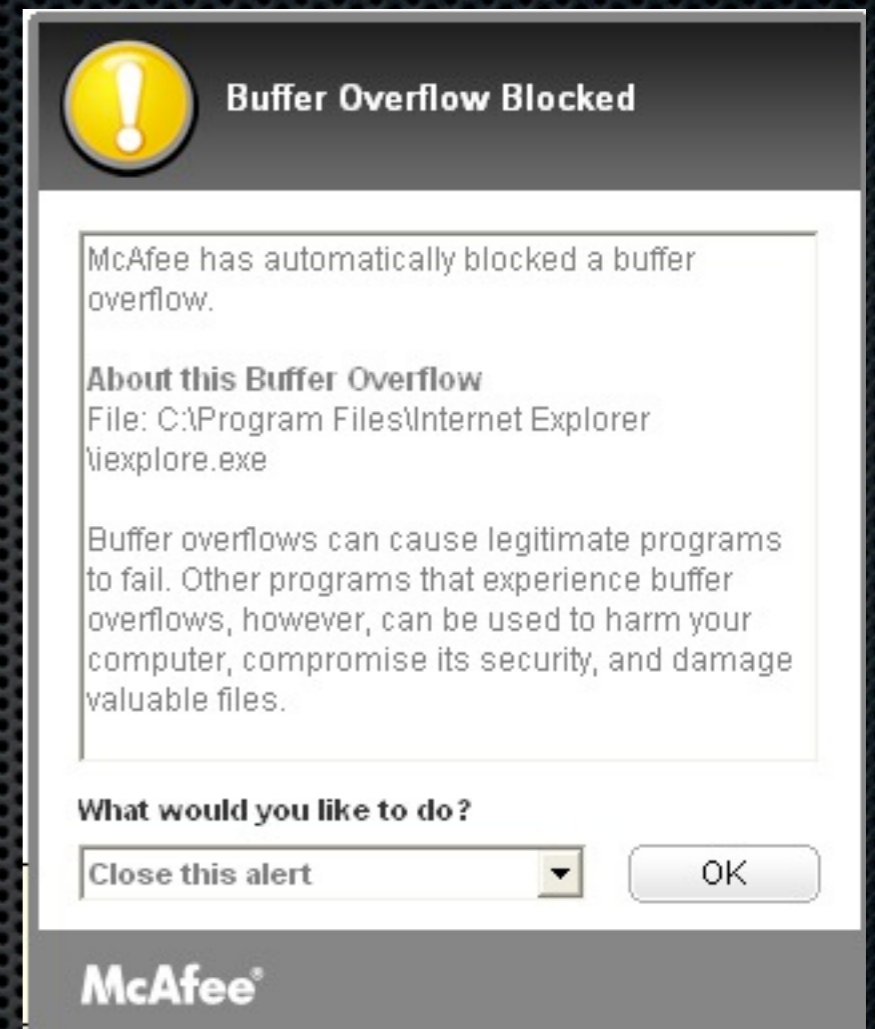 Buffer Overflow Blocked
McAfee has automatically blocked a buffer
overflow.
About this Buffer Overflow
File: C:\Program Files\Internet Explorer
\iexplore.exe
Buffer overflows can cause legitimate programs
to fail. Other programs that experience buffer
overflows, however, can be used to harm your
computer, compromise its security, and damage
valuable files.
What would you like to do?
Close this alert
OK
McAfee®